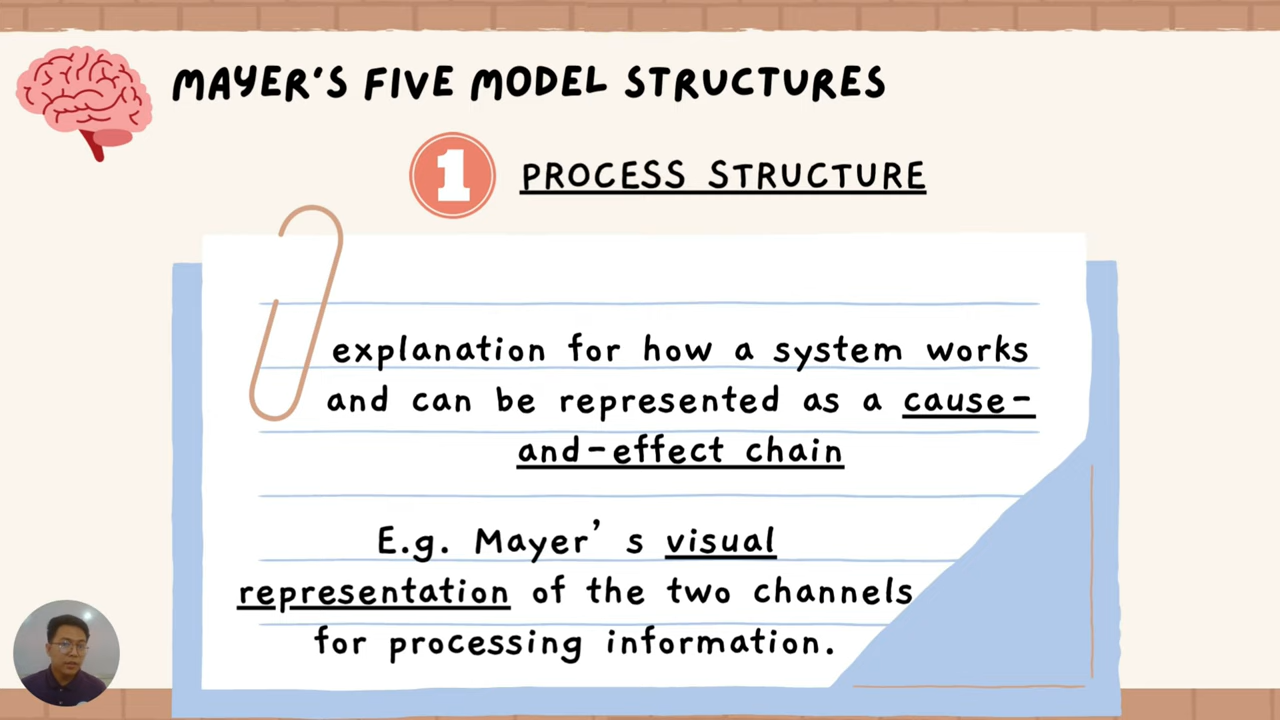 MAYER'S FIVE MODEL STRUCTURES
1 PROCESS STRUCTURE
explanation for how a system works
and can be represented as a cause-
and-effect chain
E.g. Mayer's visual
representation of the two channels
for processing information.